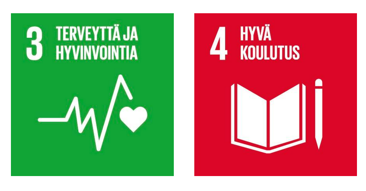 3 TERVEYTTÄ JA
HYVINVOINTIA
4 HYVÄ
KOULUTUS